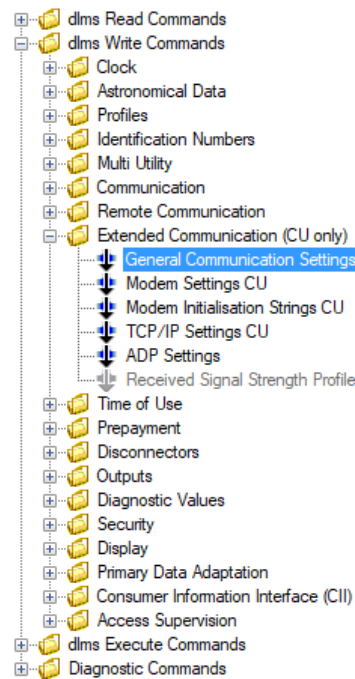 dlms Read Commands
dlms Write Commands
Clock
Astronomical Data
Profiles
Identification Numbers
Multi Utility
Communication
Remote Communication
Extended Communication (CU only)
General Communication Settings
Modem Settings CU
Modem Initialisation Strings CU
TCP/IP Settings CU
ADP Settings
Received Signal Strength Profile
Time of Use
Prepayment
Disconnectors
Outputs
Diagnostic Values
Security
Display
Primary Data Adaptation
Consumer Information Interface (CII)
Access Supervision
dlms Execute Commands
Diagnostic Commands